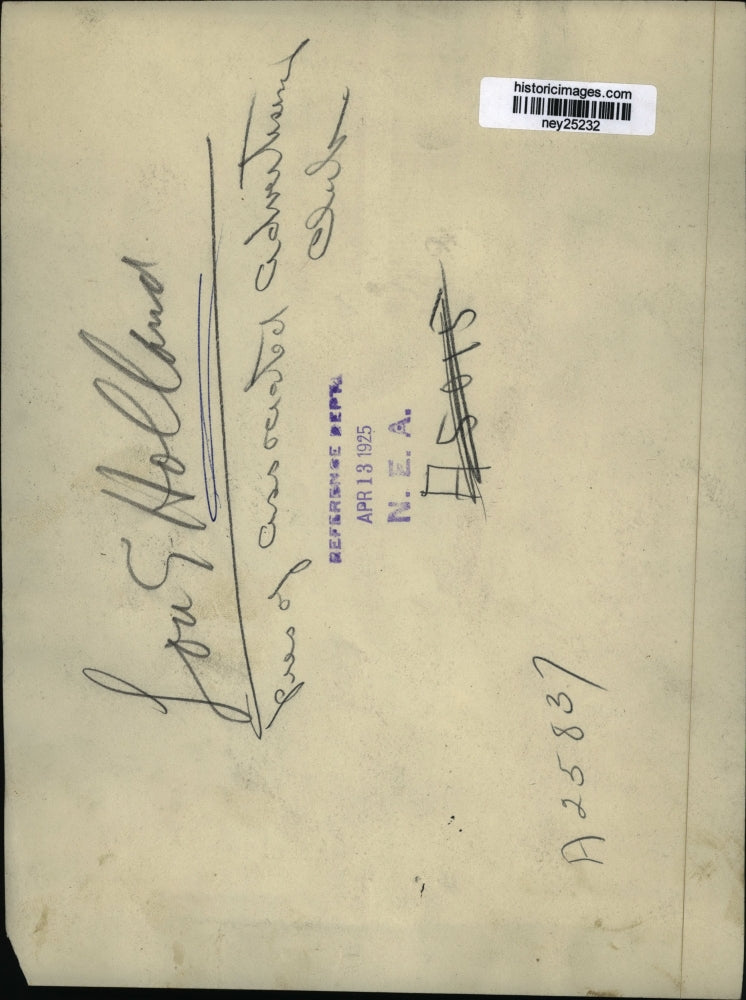 historicimages.com
ney25232
Lou E Holland
Pres of Associated Advertising
Clubs
REFERENCE DEPT.
APR 13 1925
N. E. A.
A25837